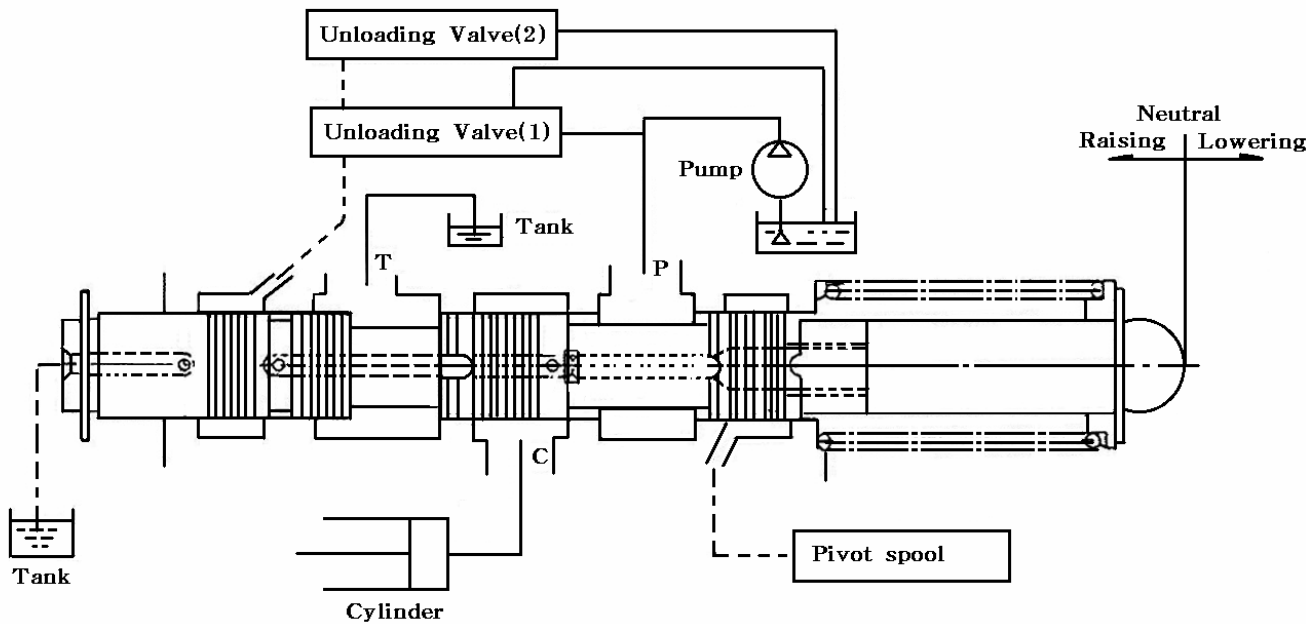 Unloading Valve(2)
Unloading Valve(1)
Neutral
Raising Lowering
Pump
Tank
T
P
C
Pivot spool
Tank
Cylinder